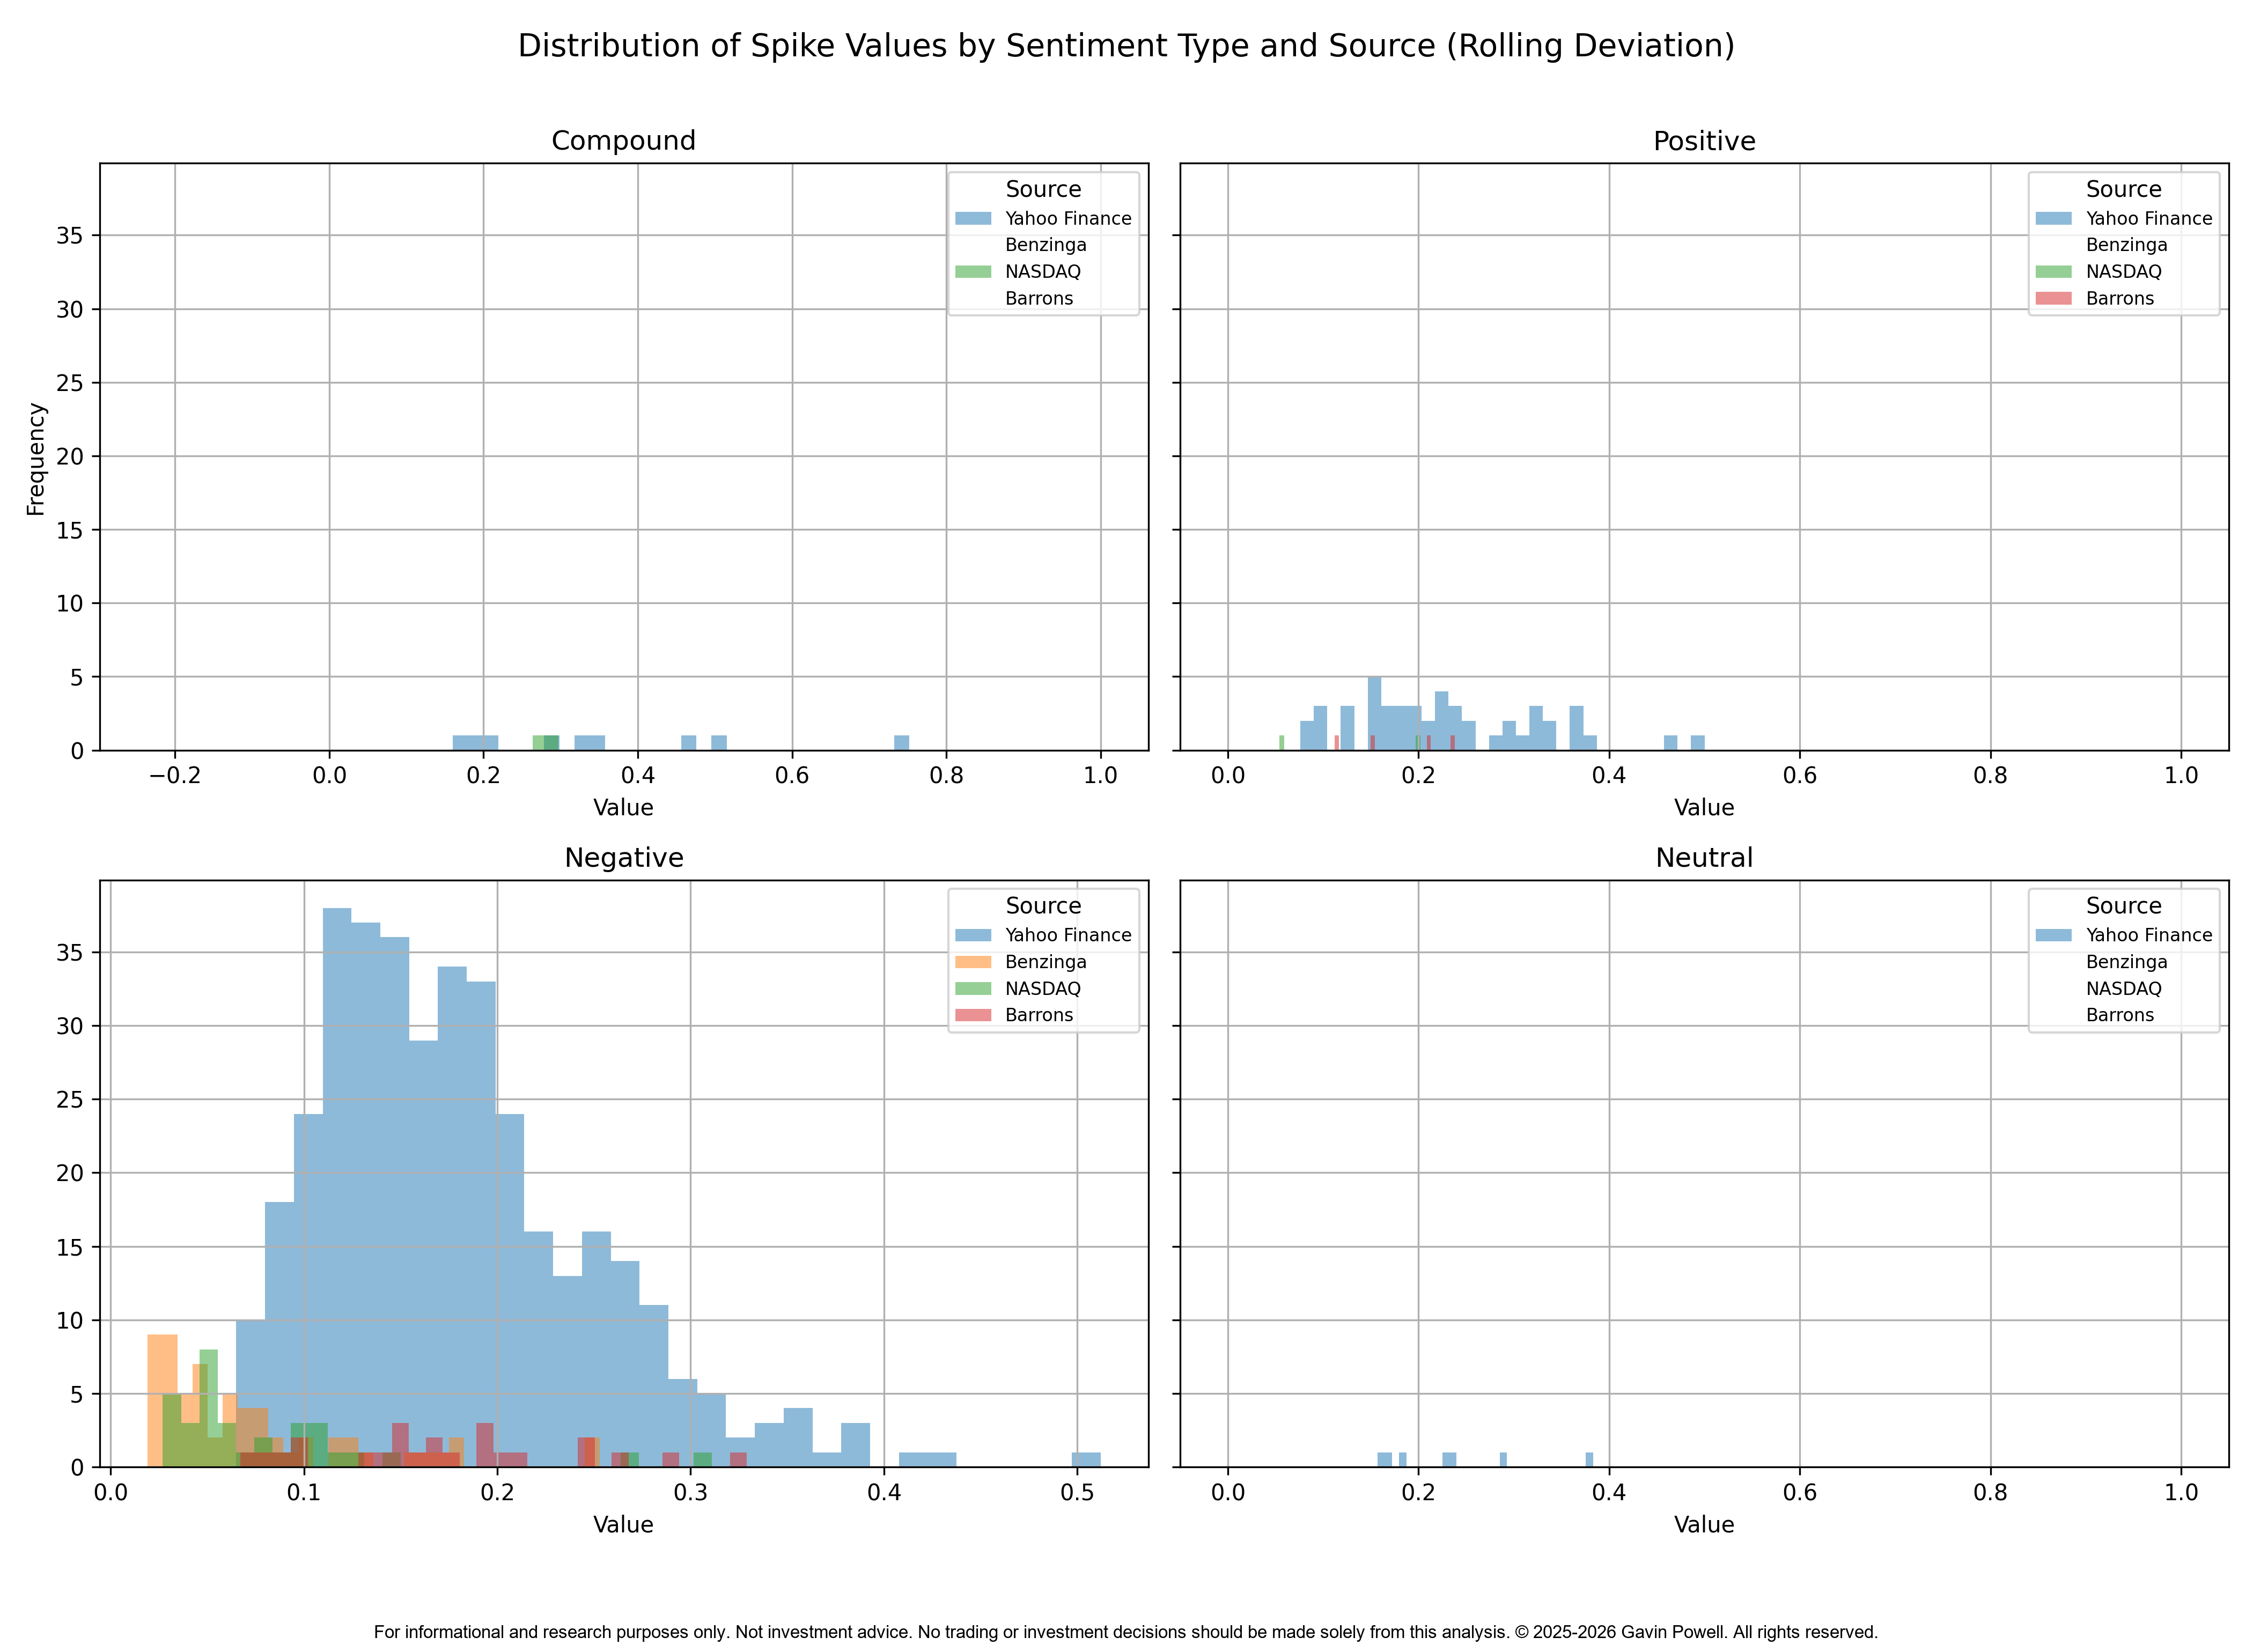 Distribution of Spike Values by Sentiment Type and Source (Rolling Deviation)
Compound
Frequency
35
30
25
20
15
10
5
0
−0.2 0.0 0.2 0.4 0.6 0.8 1.0
Value
Source
Yahoo Finance
Benzinga
NASDAQ
Barrons
Positive
0.0 0.2 0.4 0.6 0.8 1.0
Value
Source
Yahoo Finance
Benzinga
NASDAQ
Barrons
Negative
35
30
25
20
15
10
5
0
0.0 0.1 0.2 0.3 0.4 0.5
Value
Source
Yahoo Finance
Benzinga
NASDAQ
Barrons
Neutral
0.0 0.2 0.4 0.6 0.8 1.0
Value
Source
Yahoo Finance
Benzinga
NASDAQ
Barrons
For informational and research purposes only. Not investment advice. No trading or investment decisions should be made solely from this analysis. © 2025-2026 Gavin Powell. All rights reserved.